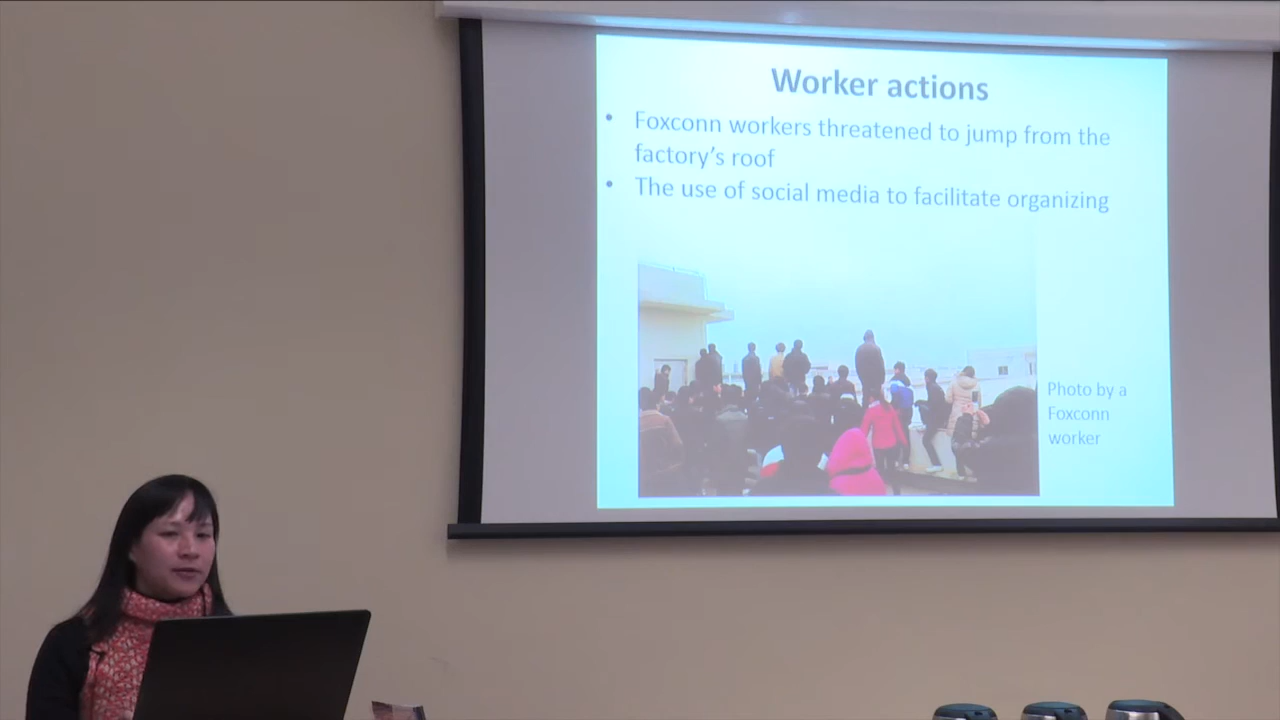 Worker actions
• Foxconn workers threatened to jump from the
factory's roof
• The use of social media to facilitate organizing
Photo by a
Foxconn
worker